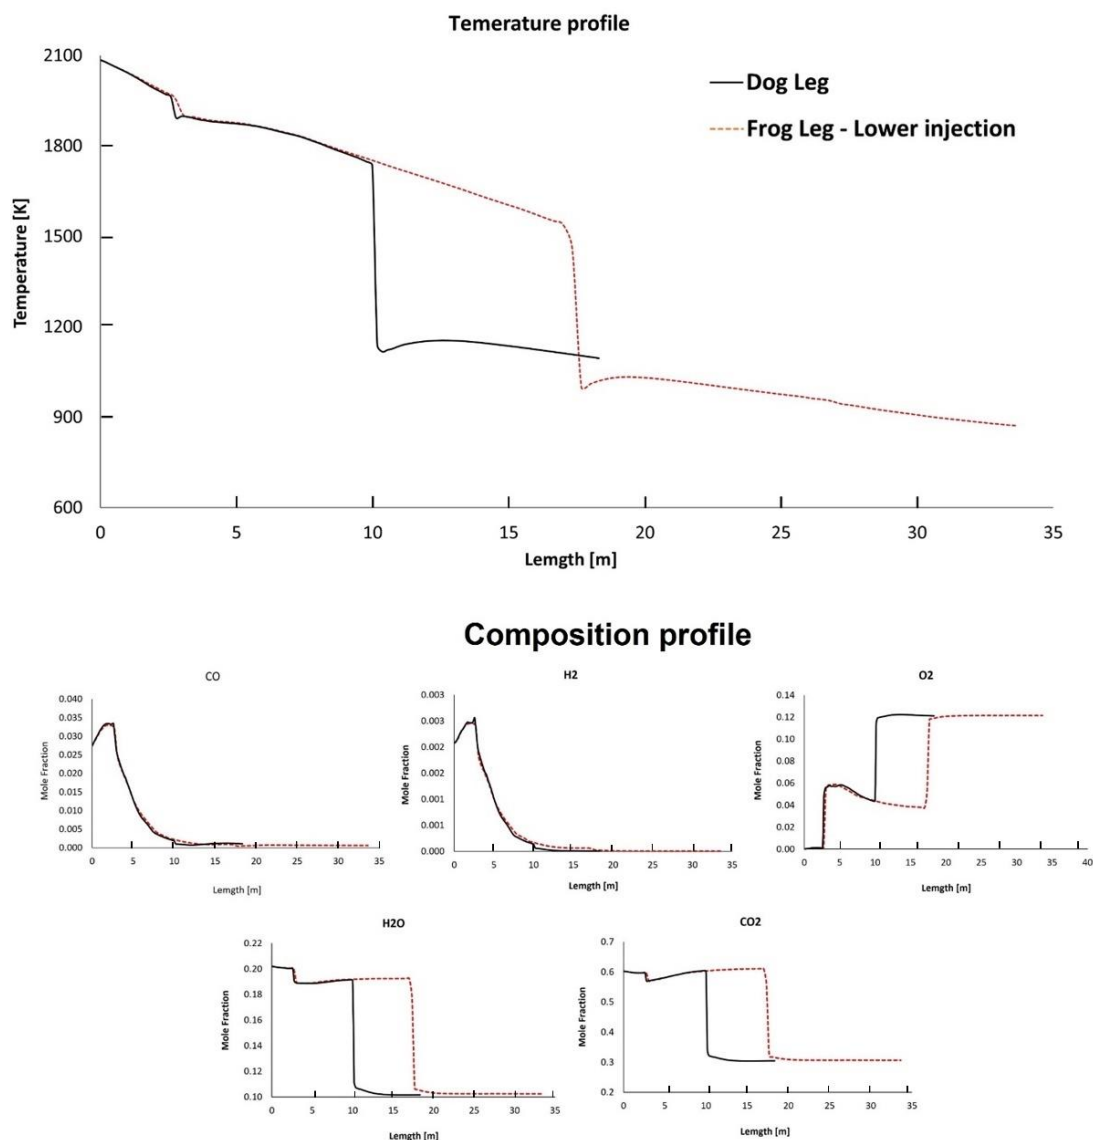 Temerature profile
2100
1800
1500
1200
900
600
Temperature [K]
Dog Leg
Frog Leg - Lower injection
0 5 10 15 20 25 30 35
Lemgth [m]
Composition profile
CO
0.040
0.035
0.030
0.025
0.020
0.015
0.010
0.005
0.000
Mole Fraction
0 5 10 15 20 25 30 35
Lemgth [m]
H2
0.003
0.003
0.002
0.002
0.001
0.001
0.000
Mole Fraction
0 5 10 15 20 25 30 35
Lemgth [m]
O2
0.14
0.12
0.10
0.08
0.06
0.04
0.02
0.00
Mole Fraction
0 5 10 15 20 25 30 40
Lemgth [m]
H2O
0.22
0.20
0.18
0.16
0.14
0.12
0.10
Mole Fraction
0 5 10 15 20 25 30 35
Lemgth [m]
CO2
0.7
0.6
0.5
0.4
0.3
0.2
Mole Fraction
0 5 10 15 20 25 30 35
Lemgth [m]